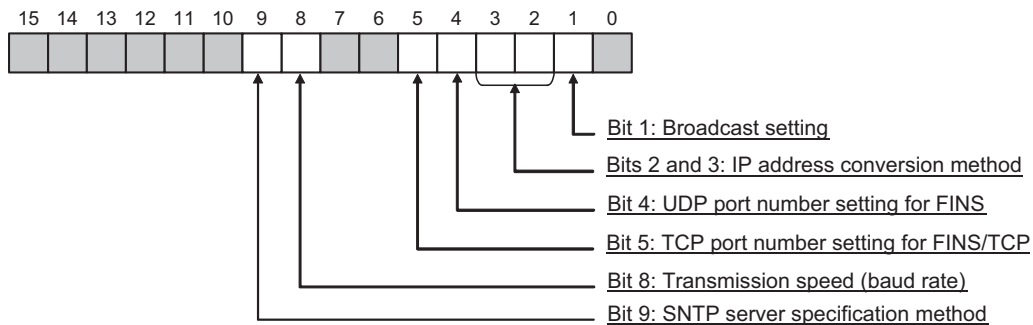 15 14 13 12 11 10 9 8 7 6 5 4 3 2 1 0
Bit 1: Broadcast setting
Bits 2 and 3: IP address conversion method
Bit 4: UDP port number setting for FINS
Bit 5: TCP port number setting for FINS/TCP
Bit 8: Transmission speed (baud rate)
Bit 9: SNTP server specification method